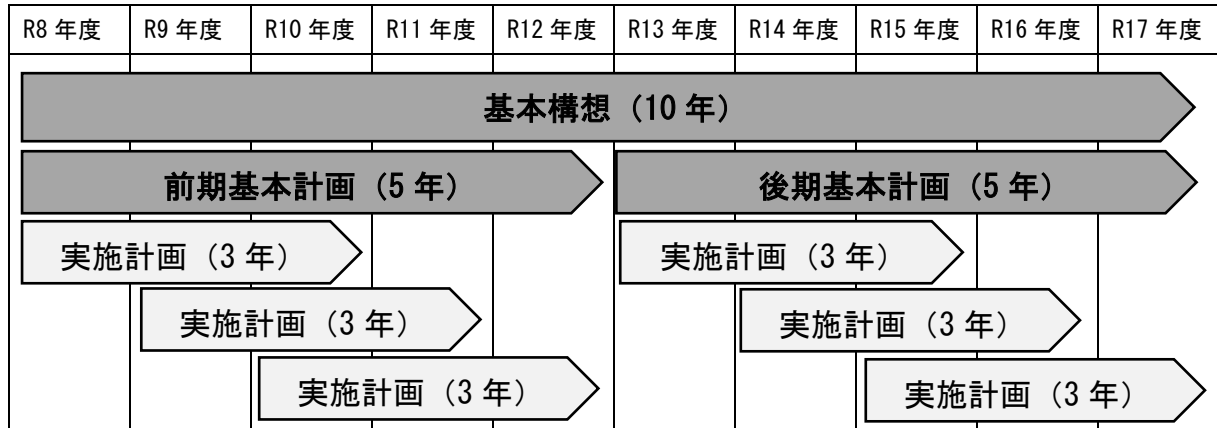 R8 年度 R9 年度 R10 年度 R11 年度 R12 年度 R13 年度 R14 年度 R15 年度 R16 年度 R17 年度
基本構想（10 年）
前期基本計画（5 年） 後期基本計画（5 年）
実施計画（3 年） 実施計画（3 年）
実施計画（3 年） 実施計画（3 年）
実施計画（3 年） 実施計画（3 年）